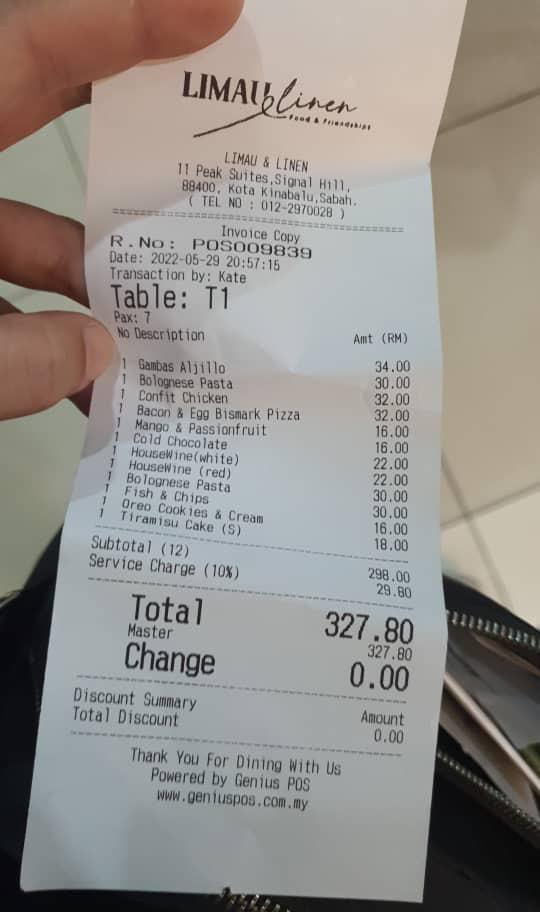 LIMAU & linen
Food & Friendships
LIMAU & LINEN
11 Peak Suites,Signal Hill,
88400, Kota Kinabalu,Sabah.
( TEL NO : 012-2970028 )
Invoice Copy
R.No: POS009839
Date: 2022-05-29 20:57:15
Transaction by: Kate
Table: T1
Pax: 7
No Description Amt (RM)
1 Gambas Aljillo 34.00
1 Bolognese Pasta 30.00
1 Confit Chicken 32.00
1 Bacon & Egg Bismark Pizza 32.00
1 Mango & Passionfruit 16.00
1 Cold Chocolate 16.00
1 HouseWine(white) 22.00
1 HouseWine (red) 22.00
1 Bolognese Pasta 30.00
1 Fish & Chips 30.00
1 Oreo Cookies & Cream 16.00
1 Tiramisu Cake (S) 18.00
Subtotal (12) 298.00
Service Charge (10%) 29.80
Total 327.80
Master 327.80
Change 0.00
Discount Summary Amount
Total Discount 0.00
Thank You For Dining With Us
Powered by Genius POS
www.geniuspos.com.my